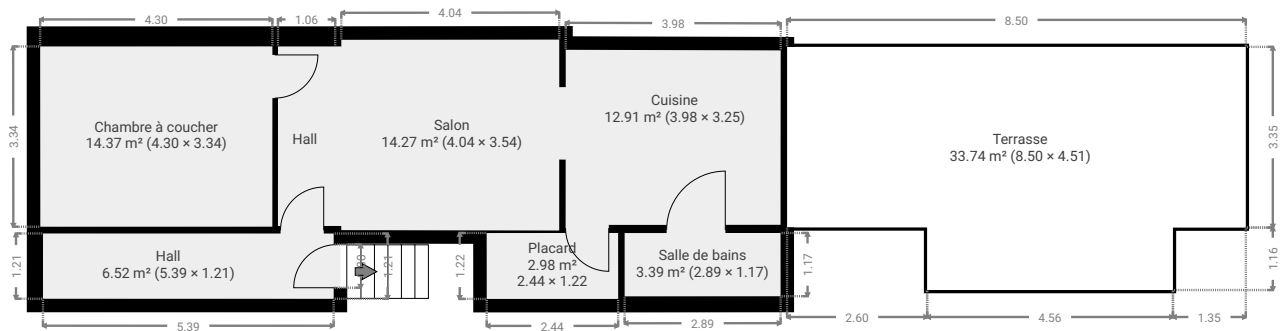 4.30
1.06
4.04
3.98
8.50
3.34
Chambre à coucher
14.37 m² (4.30 × 3.34)
Hall
Salon
14.27 m² (4.04 × 3.54)
Cuisine
12.91 m² (3.98 × 3.25)
Terrasse
33.74 m² (8.50 × 4.51)
3.35
1.21
Hall
6.52 m² (5.39 × 1.21)
1.21
1.22
Placard
2.98 m²
2.44 × 1.22
Salle de bains
3.39 m² (2.89 × 1.17)
1.17
1.16
5.39
2.44
2.89
2.60
4.56
1.35